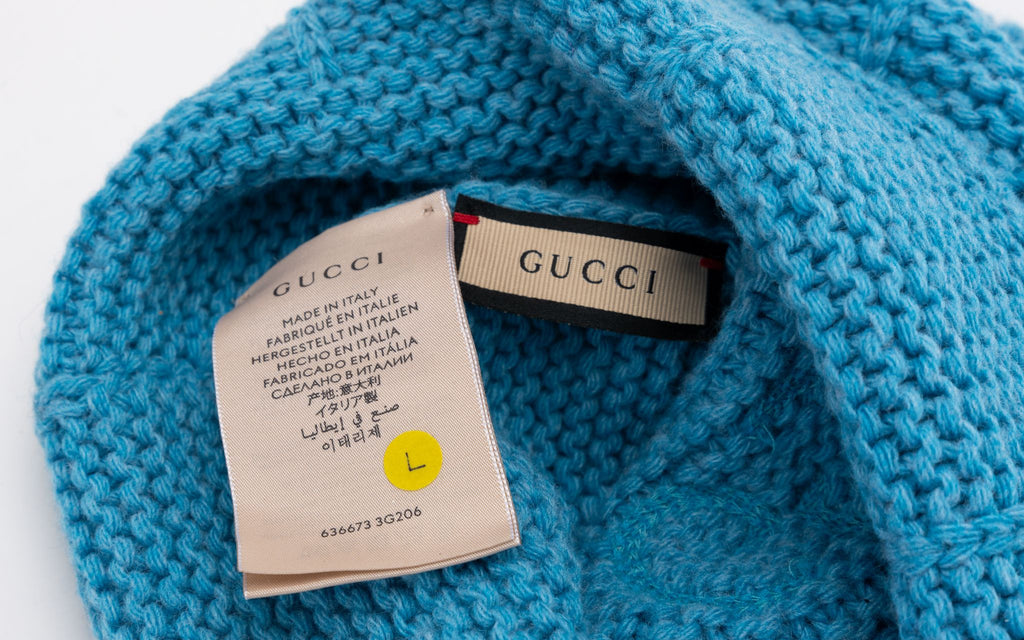 GUCCI
MADE IN ITALY
FABRIQUÉ EN ITALIE
HERGESTELLT IN ITALIEN
HECHO EN ITALIA
FABRICADO EM ITÁLIA
СДЕЛАНО В ИТАЛИИ
产地:意大利
イタリア製
صنع في إيطاليا
이태리제
L
636673 3G206
GUCCI